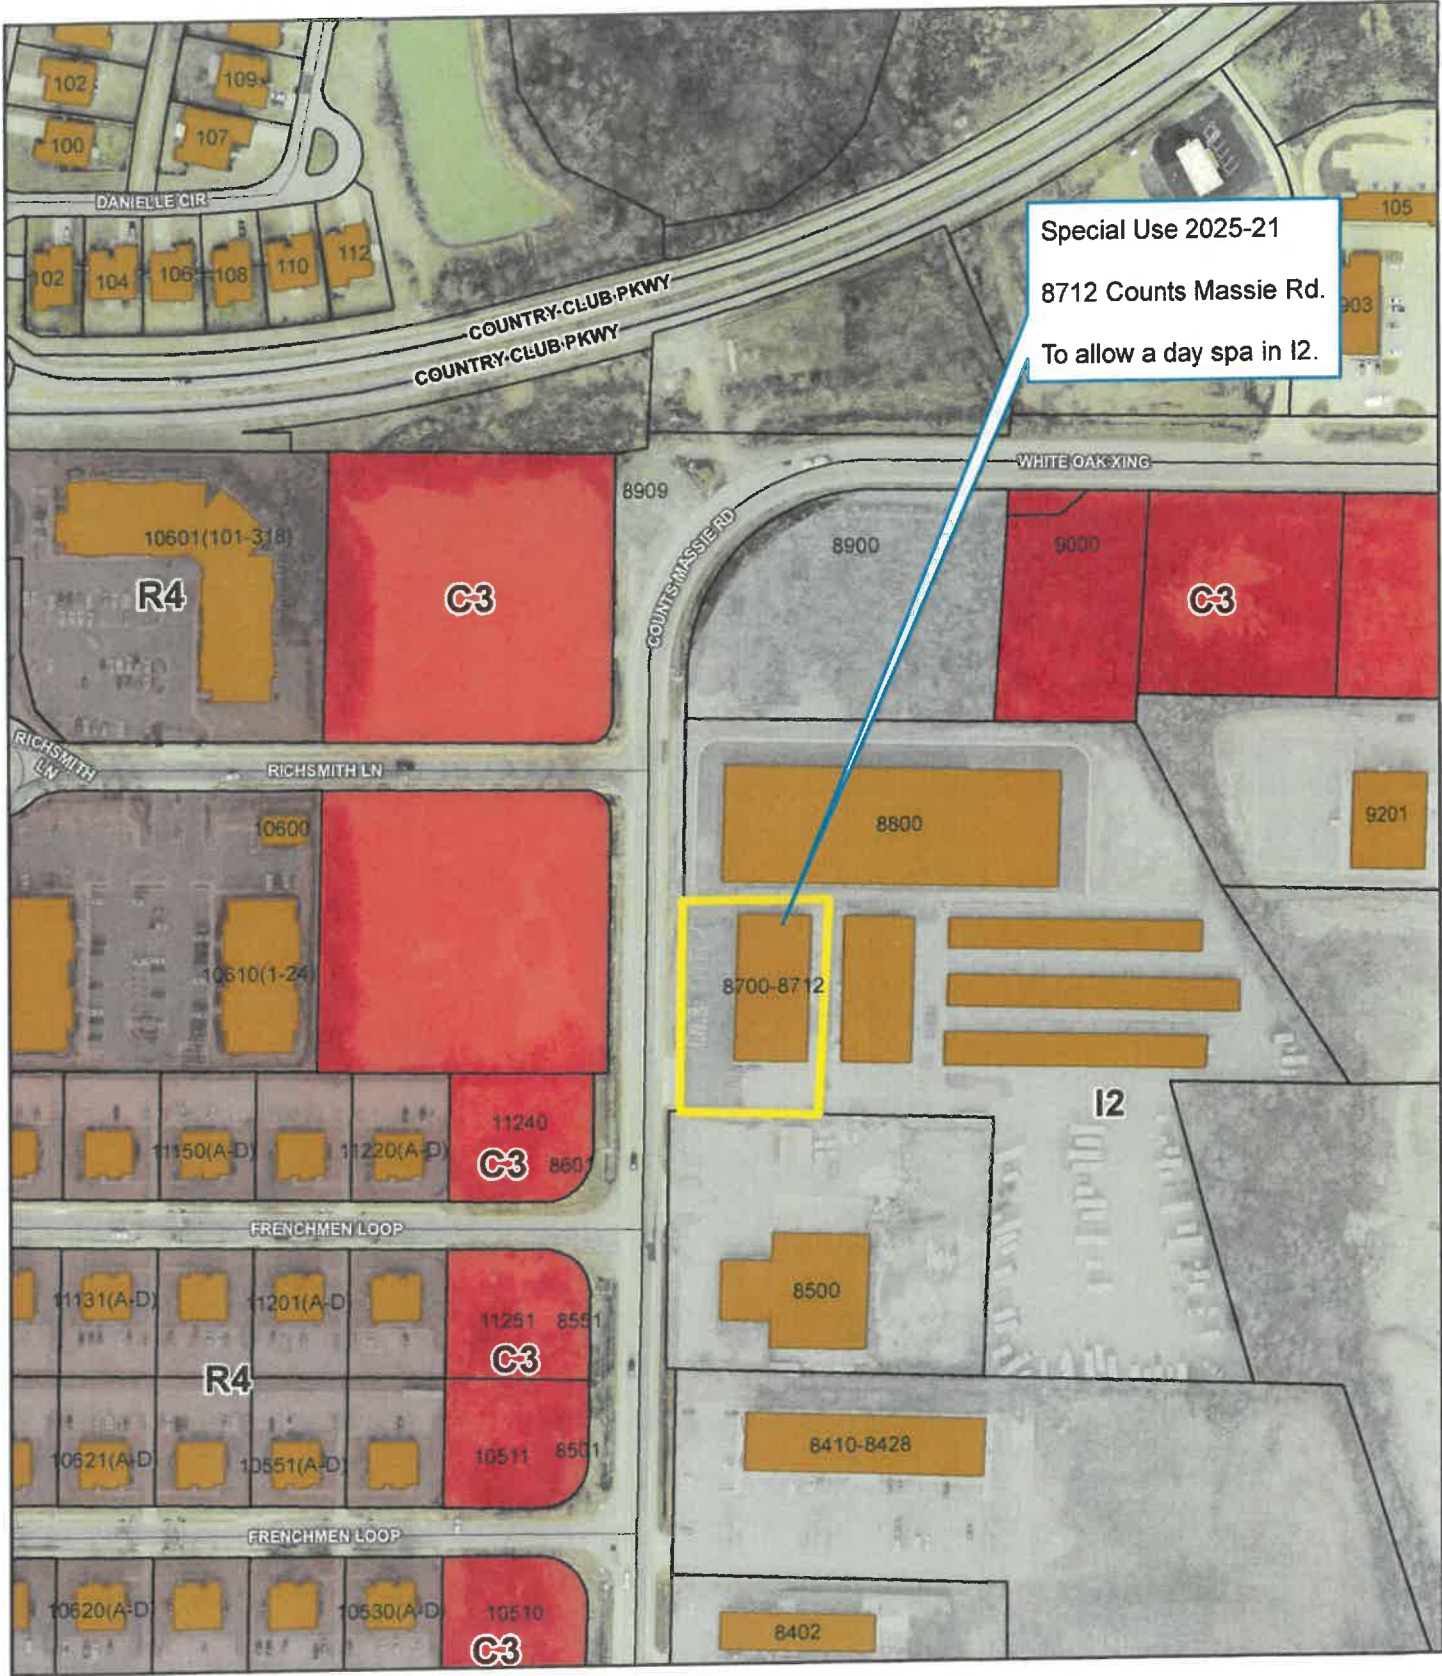 102
109
100
107
DANIELLE CIR
102
104
106
108
110
112
COUNTRY CLUB PKWY
COUNTRY CLUB PKWY
105
903
Special Use 2025-21
8712 Counts Massie Rd.
To allow a day spa in I2.
WHITE OAK XING
8909
COUNTS MASSIE RD
8900
9000
C3
10601(101-318)
R4
C3
RICHSMITH
LN
RICHSMITH LN
10600
8800
9201
10610(1-24)
8700-8712
I2
11150(A-D)
11220(A-D)
11240
C3
8601
FRENCHMEN LOOP
11131(A-D)
11201(A-D)
11251
8551
C3
8500
R4
10621(A-D)
10551(A-D)
10511
8501
8410-8428
FRENCHMEN LOOP
10620(A-D)
10530(A-D)
10510
C3
8402